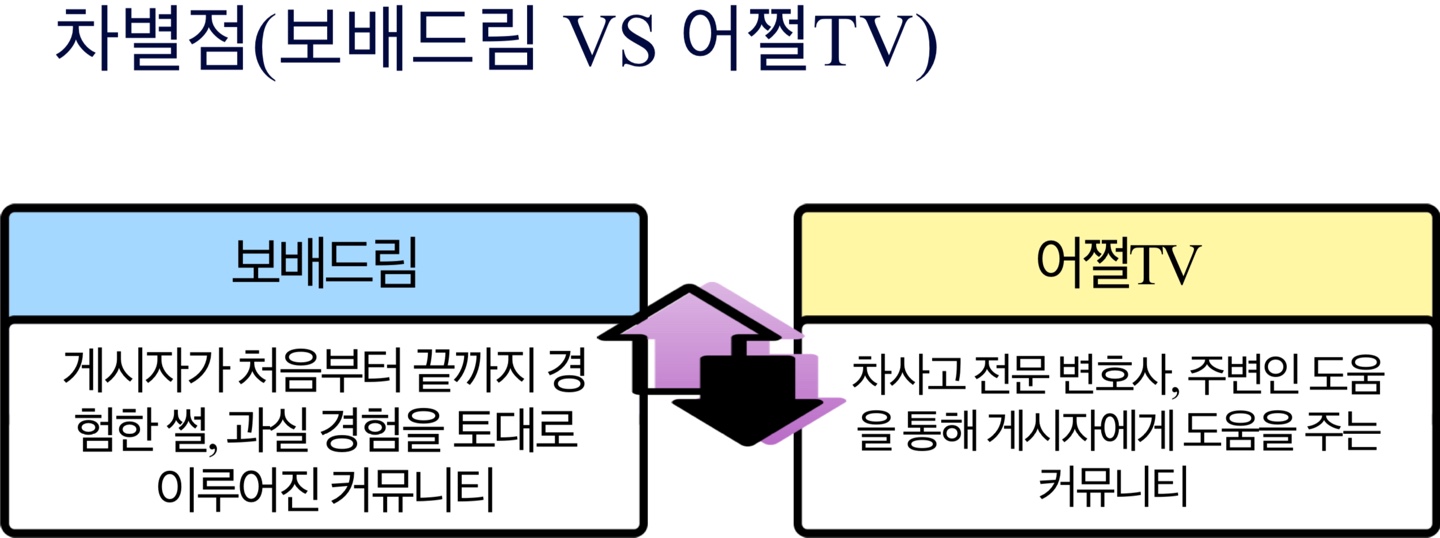 차별점(보배드림 VS 어쩔TV)
보배드림
게시자가 처음부터 끝까지 경
험한 썰, 과실 경험을 토대로
이루어진 커뮤니티
어쩔TV
차사고 전문 변호사, 주변인 도움
을 통해 게시자에게 도움을 주는
커뮤니티